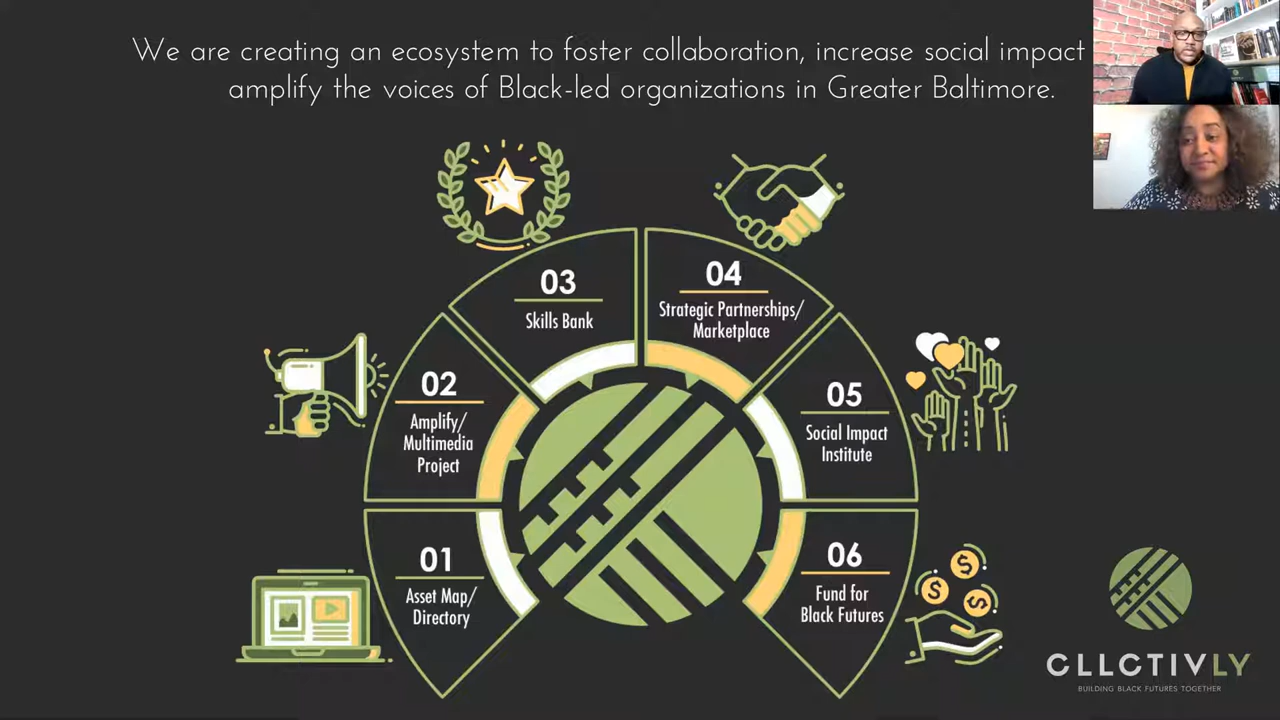 We are creating an ecosystem to foster collaboration, increase social impact
amplify the voices of Black-led organizations in Greater Baltimore.
03
Skills Bank
04
Strategic Partnerships/
Marketplace
02
Amplify/
Multimedia
Project
05
Social Impact
Institute
01
Asset Map/
Directory
06
Fund for
Black Futures
$
$
$
CLLCTIVLY
BUILDING BLACK FUTURES TOGETHER